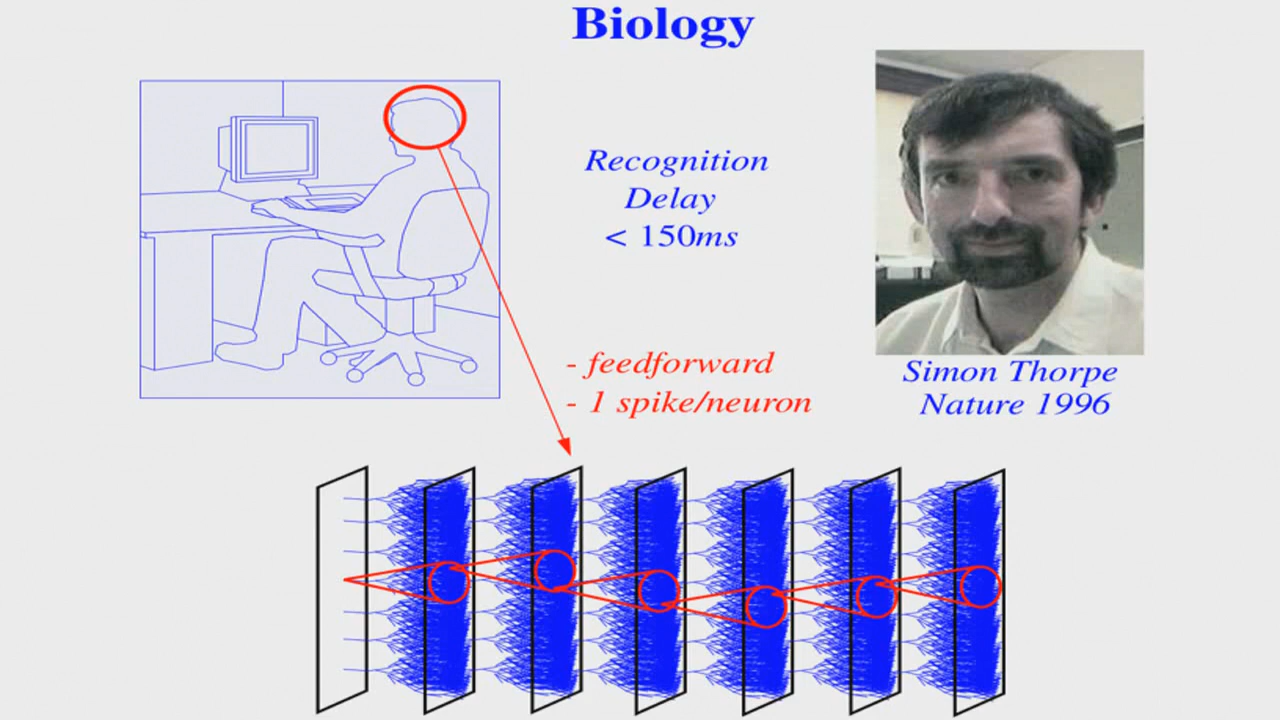 Biology
Recognition
Delay
< 150ms
- feedforward
- 1 spike/neuron
Simon Thorpe
Nature 1996